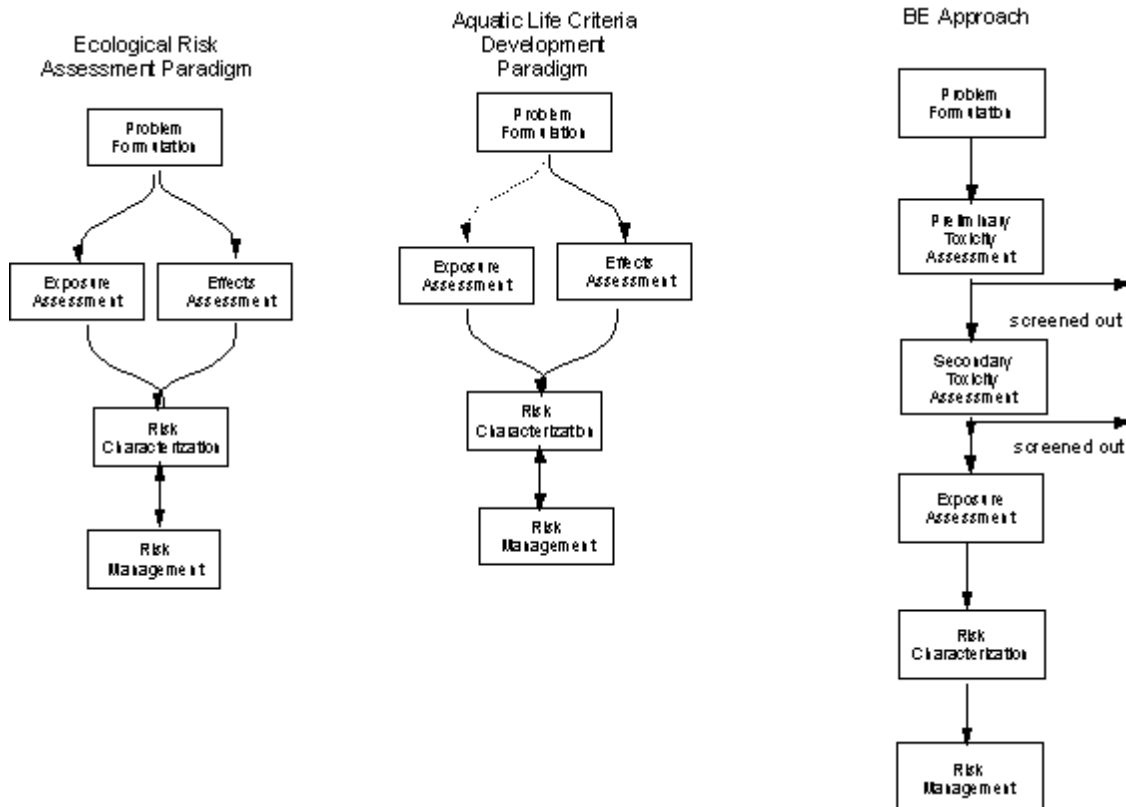 Ecological Risk
Assessment Paradigm
Problem
Formulation
Exposure
Assessment
Effects
Assessment
Risk
Characterization
Risk
Management
Aquatic Life Criteria
Development
Paradigm
Problem
Formulation
Exposure
Assessment
Effects
Assessment
Risk
Characterization
Risk
Management
BE Approach
Problem
Formulation
Preliminary
Toxicity
Assessment
screened out
Secondary
Toxicity
Assessment
screened out
Exposure
Assessment
Risk
Characterization
Risk
Management